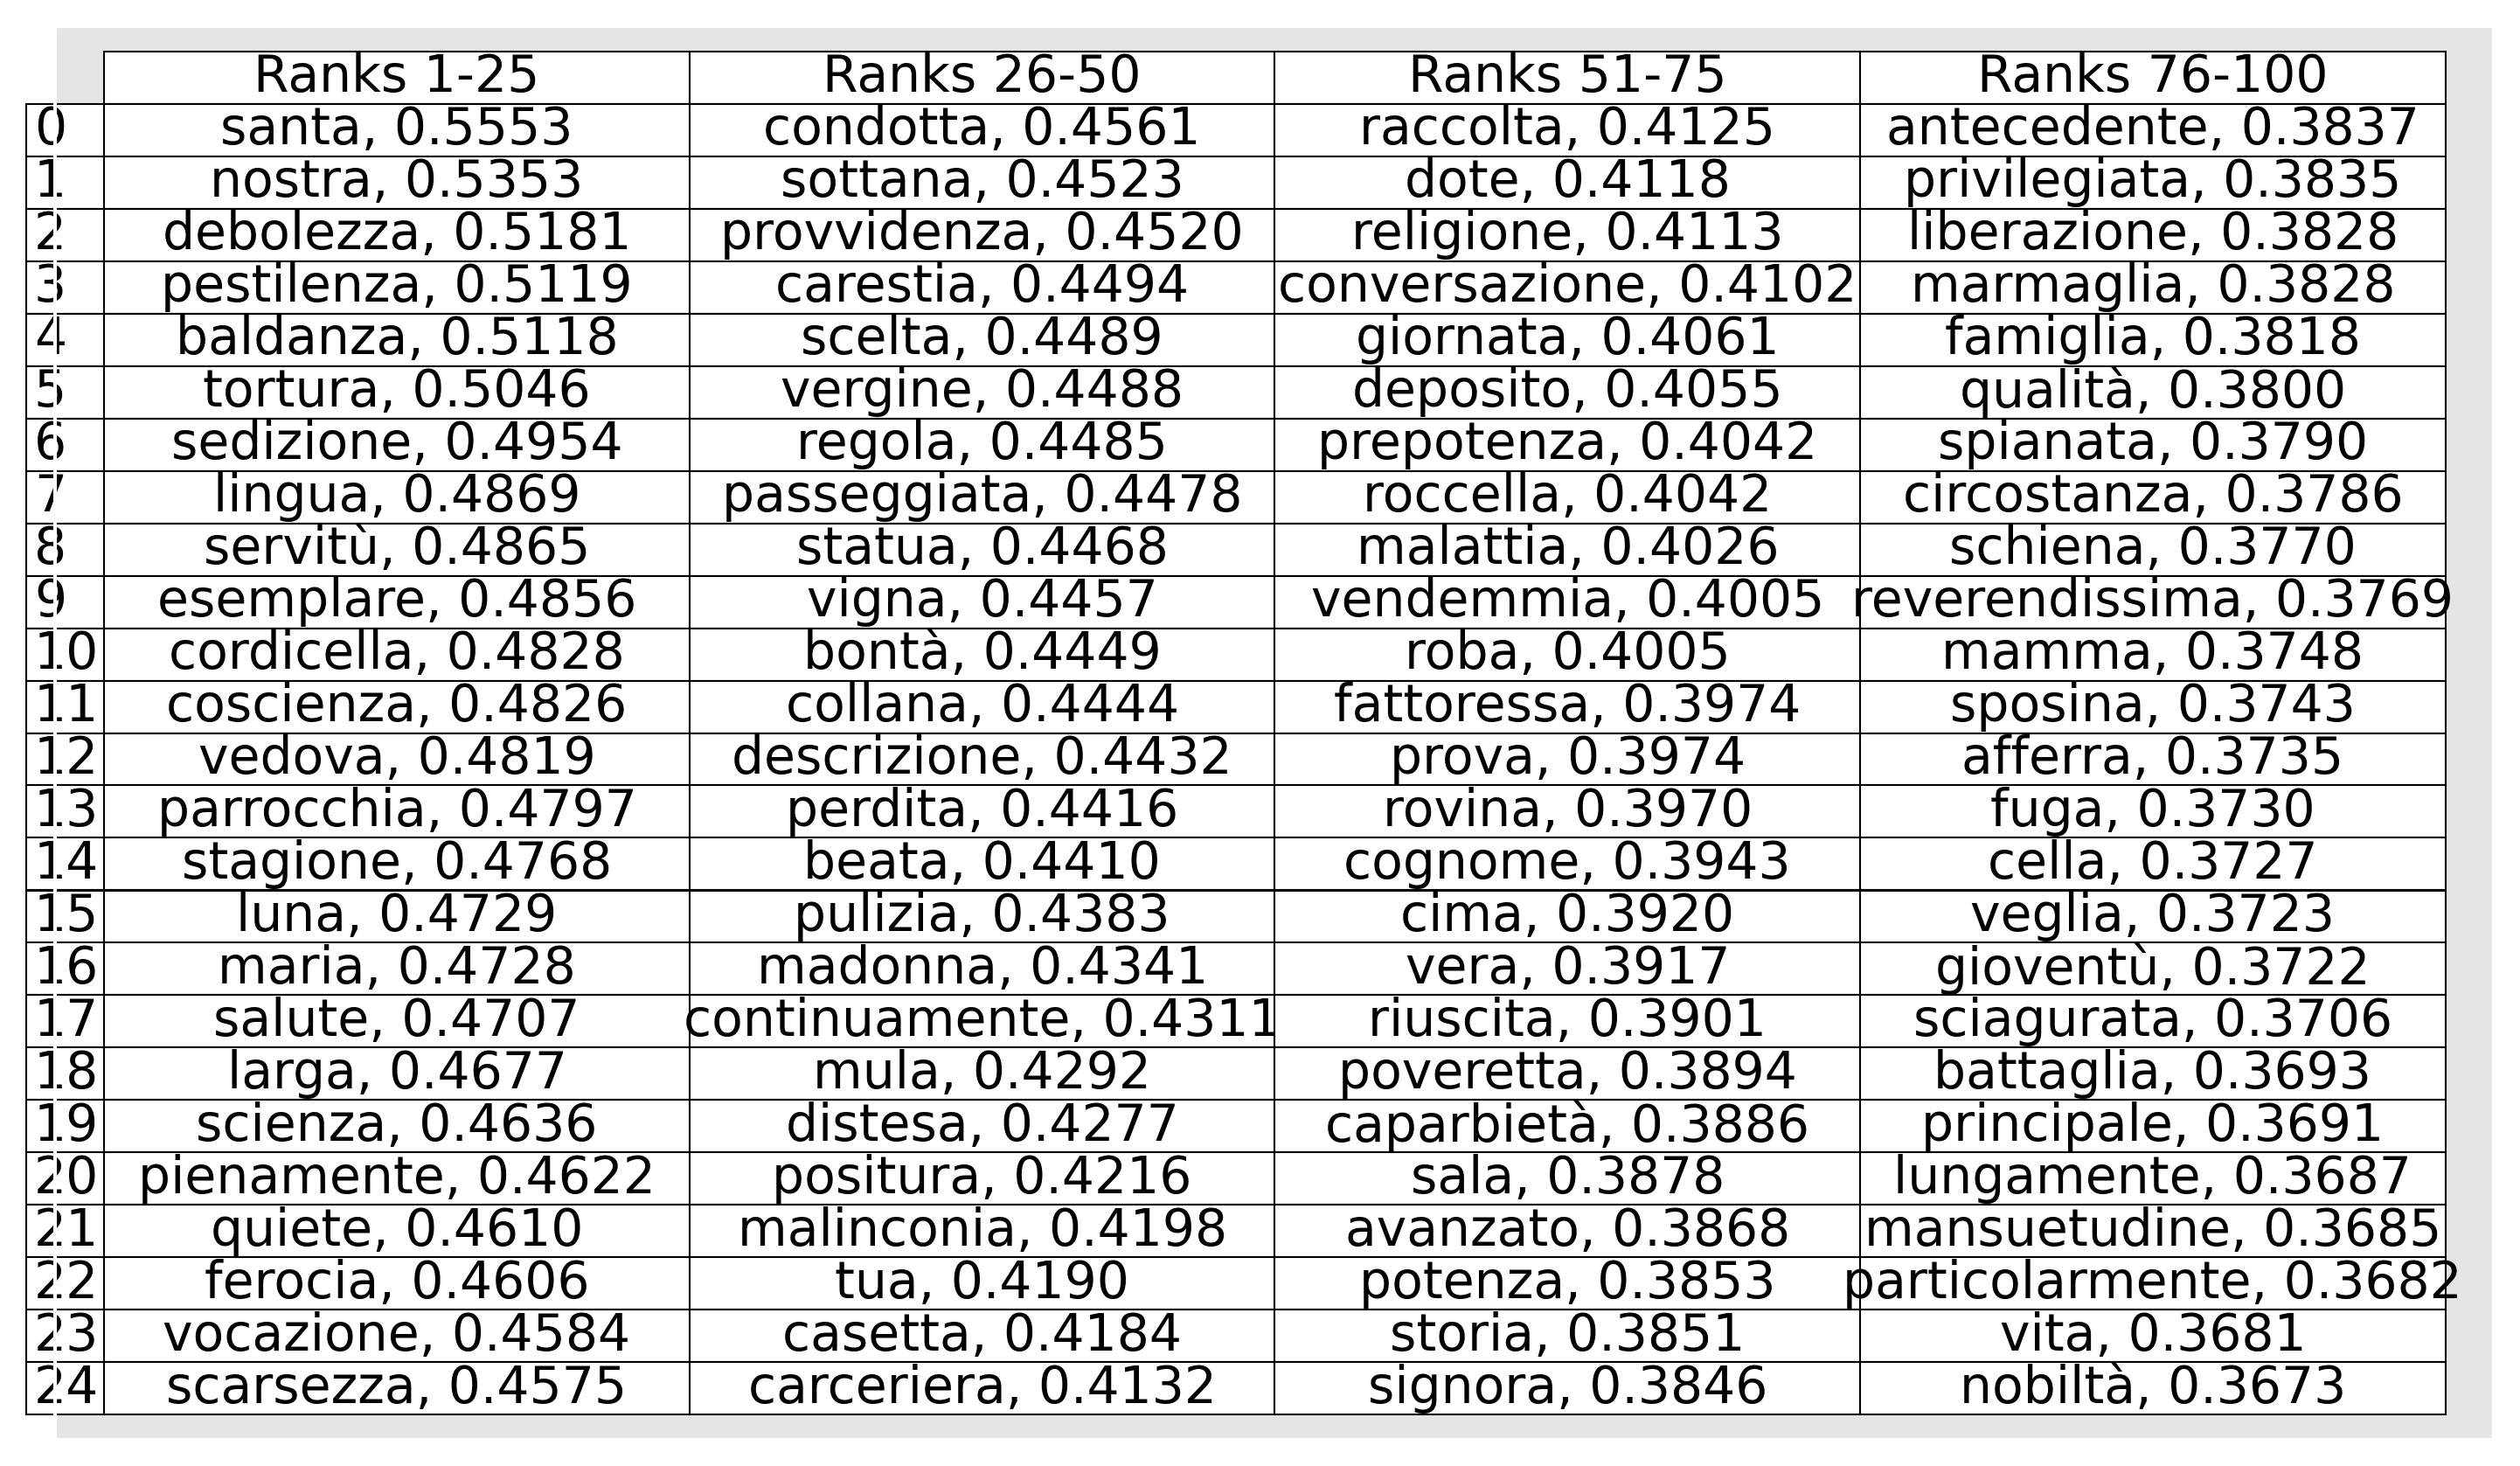 Ranks 1-25 Ranks 26-50 Ranks 51-75 Ranks 76-100
0 santa, 0.5553 condotta, 0.4561 raccolta, 0.4125 antecedente, 0.3837
1 nostra, 0.5353 sottana, 0.4523 dote, 0.4118 privilegiata, 0.3835
2 debolezza, 0.5181 provvidenza, 0.4520 religione, 0.4113 liberazione, 0.3828
3 pestilenza, 0.5119 carestia, 0.4494 conversazione, 0.4102 marmaglia, 0.3828
4 baldanza, 0.5118 scelta, 0.4489 giornata, 0.4061 famiglia, 0.3818
5 tortura, 0.5046 vergine, 0.4488 deposito, 0.4055 qualità, 0.3800
6 sedizione, 0.4954 regola, 0.4485 prepotenza, 0.4042 spianata, 0.3790
7 lingua, 0.4869 passeggiata, 0.4478 roccella, 0.4042 circostanza, 0.3786
8 servitù, 0.4865 statua, 0.4468 malattia, 0.4026 schiena, 0.3770
9 esemplare, 0.4856 vigna, 0.4457 vendemmia, 0.4005 reverendissima, 0.3769
10 cordicella, 0.4828 bontà, 0.4449 roba, 0.4005 mamma, 0.3748
11 coscienza, 0.4826 collana, 0.4444 fattoressa, 0.3974 sposina, 0.3743
12 vedova, 0.4819 descrizione, 0.4432 prova, 0.3974 afferra, 0.3735
13 parrocchia, 0.4797 perdita, 0.4416 rovina, 0.3970 fuga, 0.3730
14 stagione, 0.4768 beata, 0.4410 cognome, 0.3943 cella, 0.3727
15 luna, 0.4729 pulizia, 0.4383 cima, 0.3920 veglia, 0.3723
16 maria, 0.4728 madonna, 0.4341 vera, 0.3917 gioventù, 0.3722
17 salute, 0.4707 continuamente, 0.4311 riuscita, 0.3901 sciagurata, 0.3706
18 larga, 0.4677 mula, 0.4292 poveretta, 0.3894 battaglia, 0.3693
19 scienza, 0.4636 distesa, 0.4277 caparbietà, 0.3886 principale, 0.3691
20 pienamente, 0.4622 positura, 0.4216 sala, 0.3878 lungamente, 0.3687
21 quiete, 0.4610 malinconia, 0.4198 avanzato, 0.3868 mansuetudine, 0.3685
22 ferocia, 0.4606 tua, 0.4190 potenza, 0.3853 particolarmente, 0.3682
23 vocazione, 0.4584 casetta, 0.4184 storia, 0.3851 vita, 0.3681
24 scarsezza, 0.4575 carceriera, 0.4132 signora, 0.3846 nobiltà, 0.3673